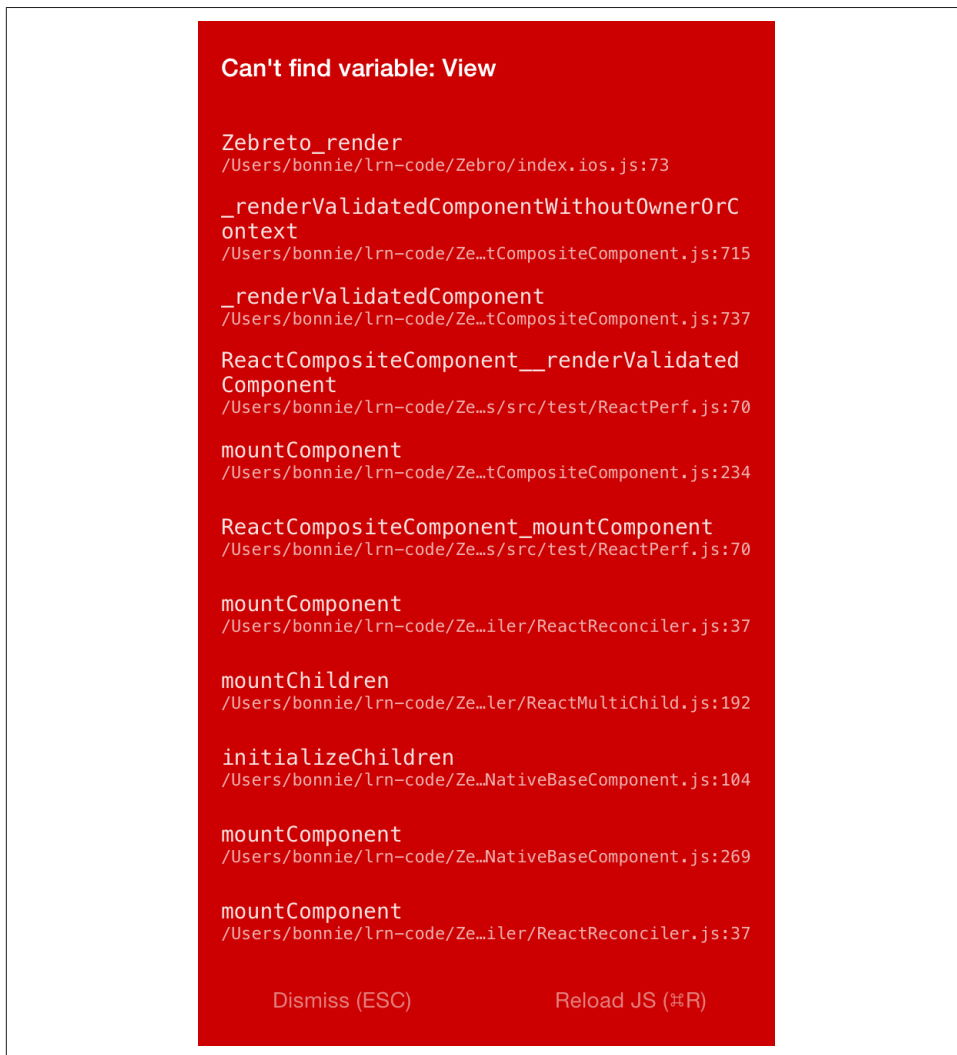 Can't find variable: View
Zebreto_render
/Users/bonnie/lrn-code/Zebro/index.ios.js:73
_renderValidatedComponentWithoutOwnerOrC
ontext
/Users/bonnie/lrn-code/Ze…tCompositeComponent.js:715
_renderValidatedComponent
/Users/bonnie/lrn-code/Ze…tCompositeComponent.js:737
ReactCompositeComponent__renderValidated
Component
/Users/bonnie/lrn-code/Ze…s/src/test/ReactPerf.js:70
mountComponent
/Users/bonnie/lrn-code/Ze…tCompositeComponent.js:234
ReactCompositeComponent_mountComponent
/Users/bonnie/lrn-code/Ze…s/src/test/ReactPerf.js:70
mountComponent
/Users/bonnie/lrn-code/Ze…iler/ReactReconciler.js:37
mountChildren
/Users/bonnie/lrn-code/Ze…ler/ReactMultiChild.js:192
initializeChildren
/Users/bonnie/lrn-code/Ze…NativeBaseComponent.js:104
mountComponent
/Users/bonnie/lrn-code/Ze…NativeBaseComponent.js:269
mountComponent
/Users/bonnie/lrn-code/Ze…iler/ReactReconciler.js:37
Dismiss (ESC) Reload JS (⌘R)